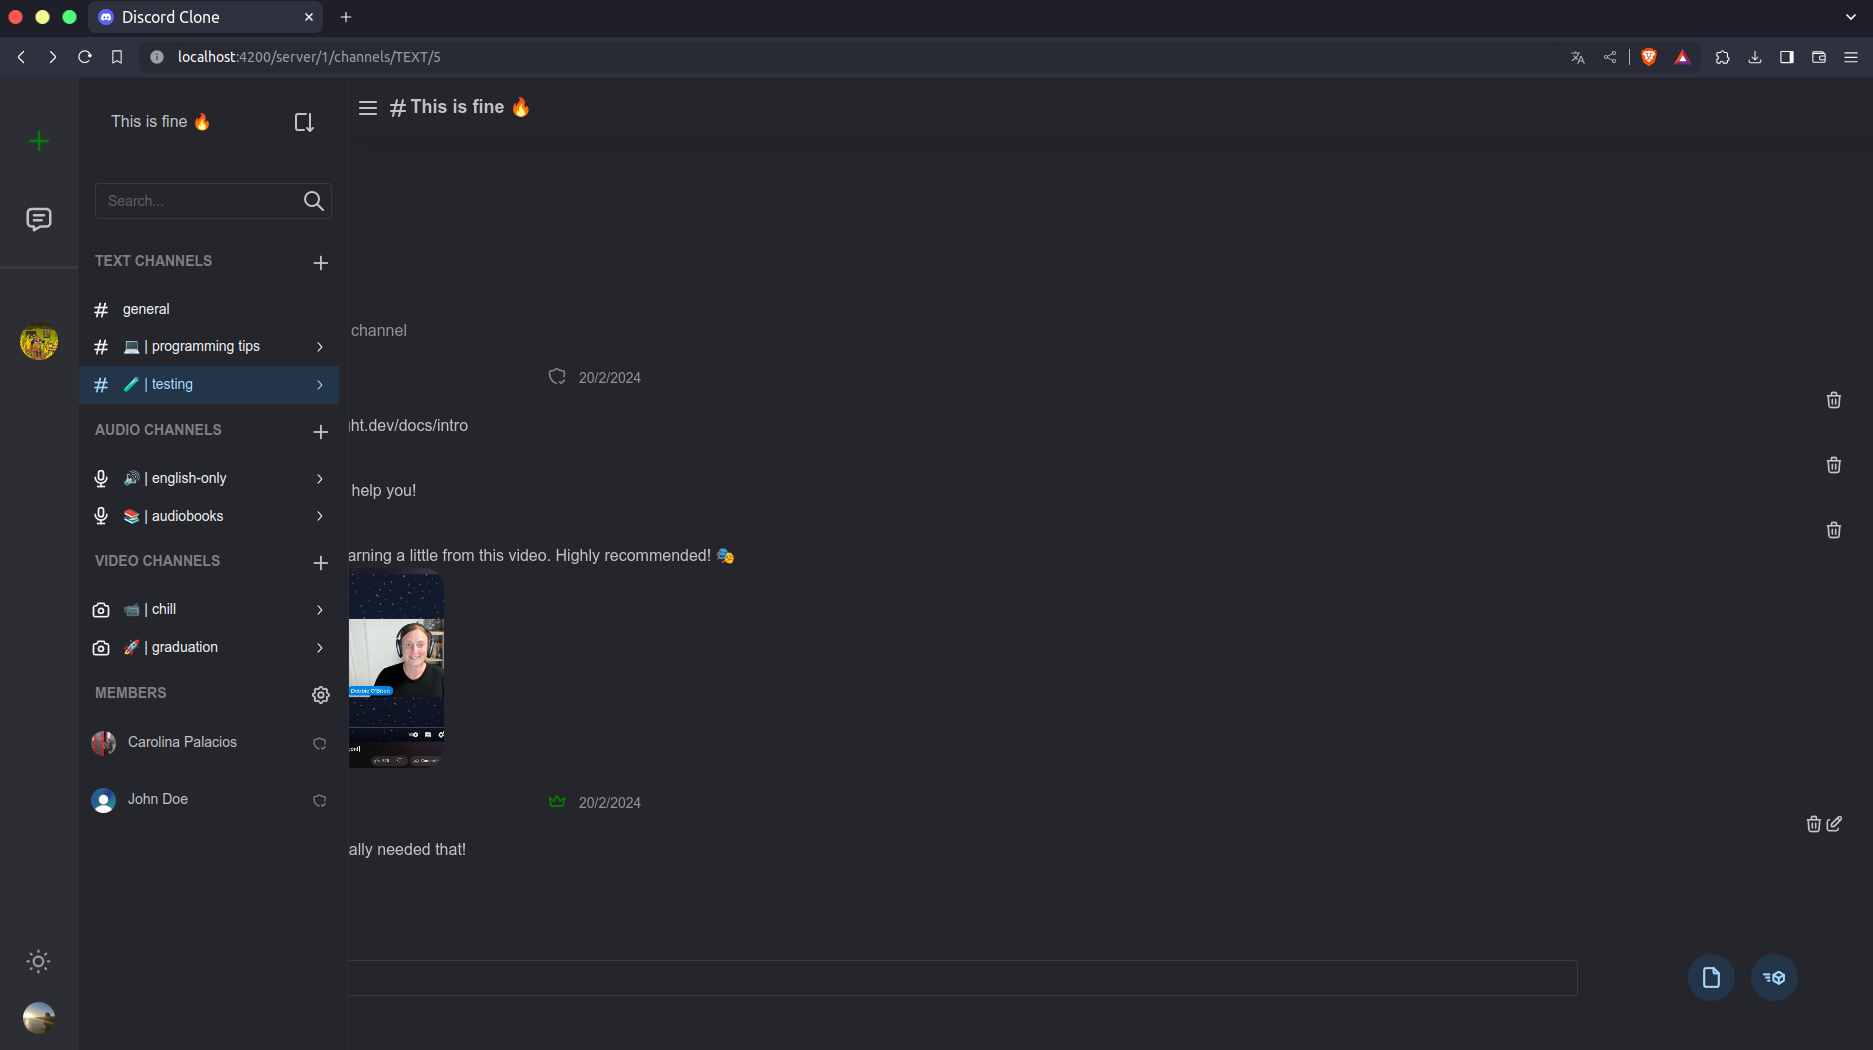 Discord Clone
localhost:4200/server/1/channels/TEXT/5
This is fine 🔥
# This is fine 🔥
Search...
TEXT CHANNELS
general
💻 | programming tips
🧪 | testing
AUDIO CHANNELS
🔊 | english-only
📚 | audiobooks
VIDEO CHANNELS
📹 | chill
🚀 | graduation
MEMBERS
Carolina Palacios
John Doe
channel
20/2/2024
ht.dev/docs/intro
help you!
arning a little from this video. Highly recommended! 🎭
Debbie O'Brien
20/2/2024
ally needed that!